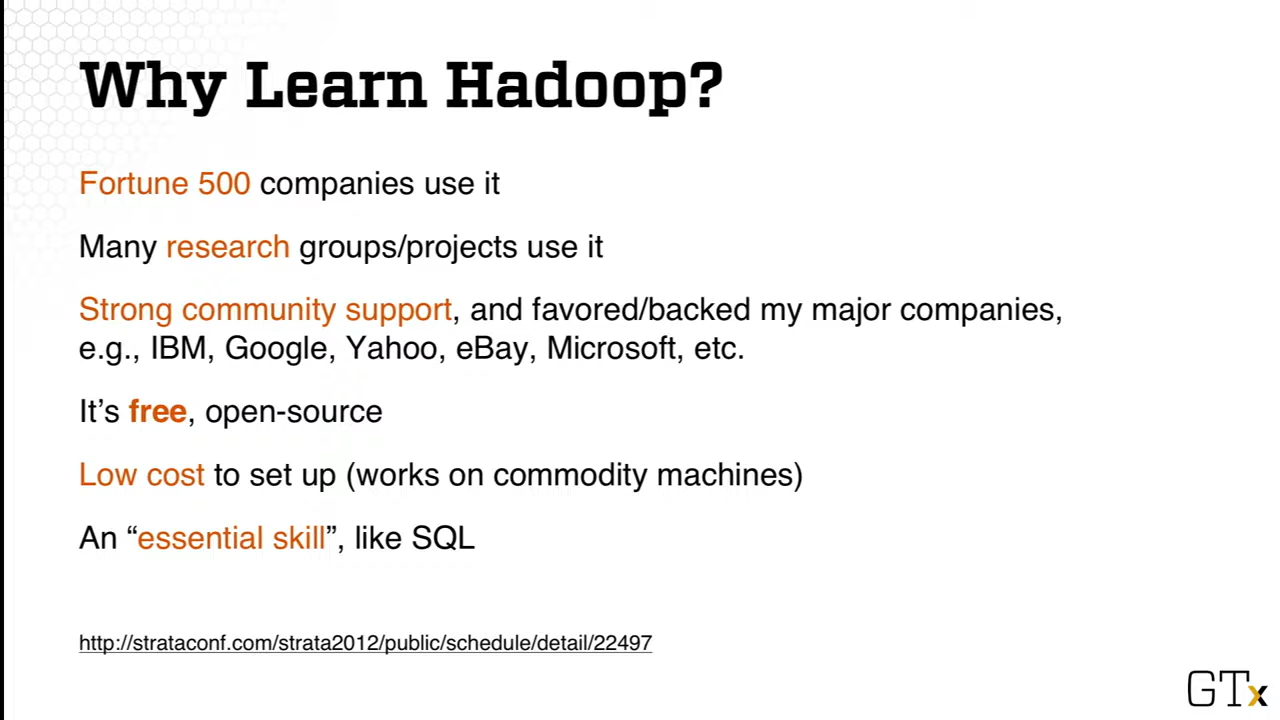 Why Learn Hadoop?
Fortune 500 companies use it
Many research groups/projects use it
Strong community support, and favored/backed my major companies,
e.g., IBM, Google, Yahoo, eBay, Microsoft, etc.
It’s free, open-source
Low cost to set up (works on commodity machines)
An “essential skill”, like SQL
http://strataconf.com/strata2012/public/schedule/detail/22497
GTx